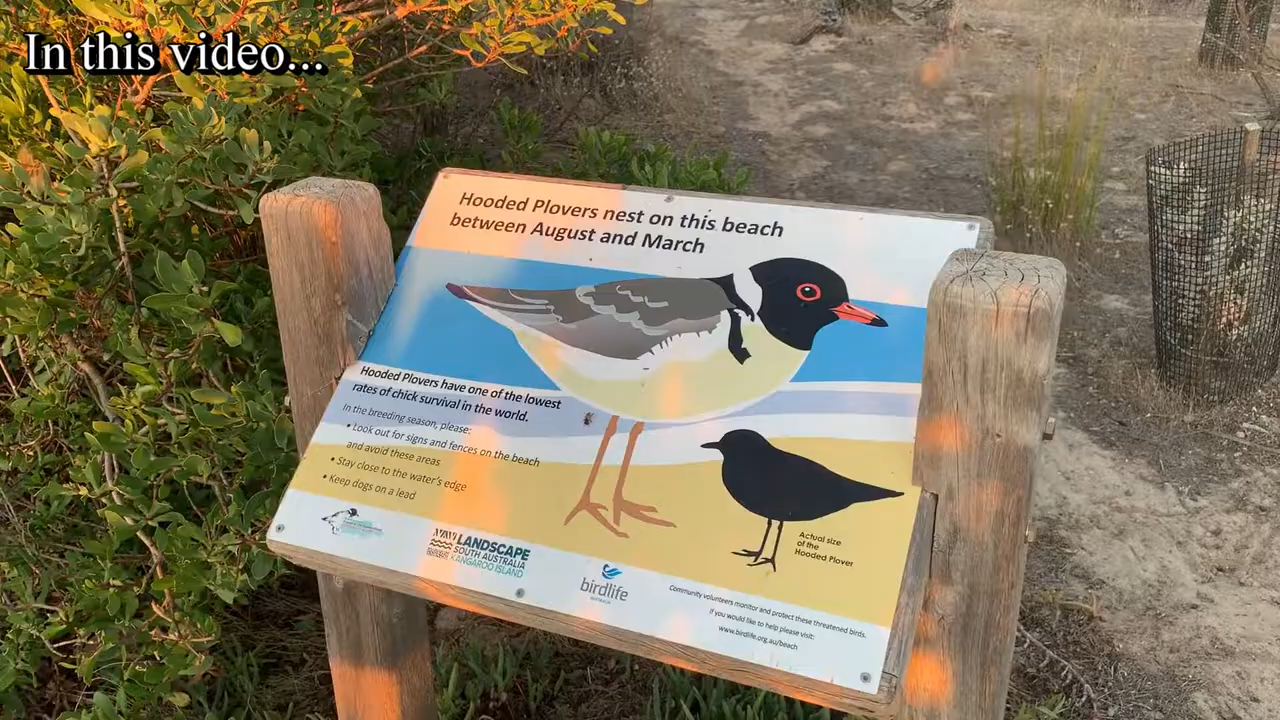 In this video...
Hooded Plovers nest on this beach
between August and March
Hooded Plovers have one of the lowest
rates of chick survival in the world.
In the breeding season, please:
• Look out for signs and fences on the beach
and avoid these areas
• Stay close to the water's edge
• Keep dogs on a lead
Actual size
of the
Hooded Plover
LANDSCAPE
SOUTH AUSTRALIA
KANGAROO ISLAND
birdlife
AUSTRALIA
Community volunteers monitor and protect these threatened birds.
If you would like to help please visit:
www.birdlife.org.au/beach